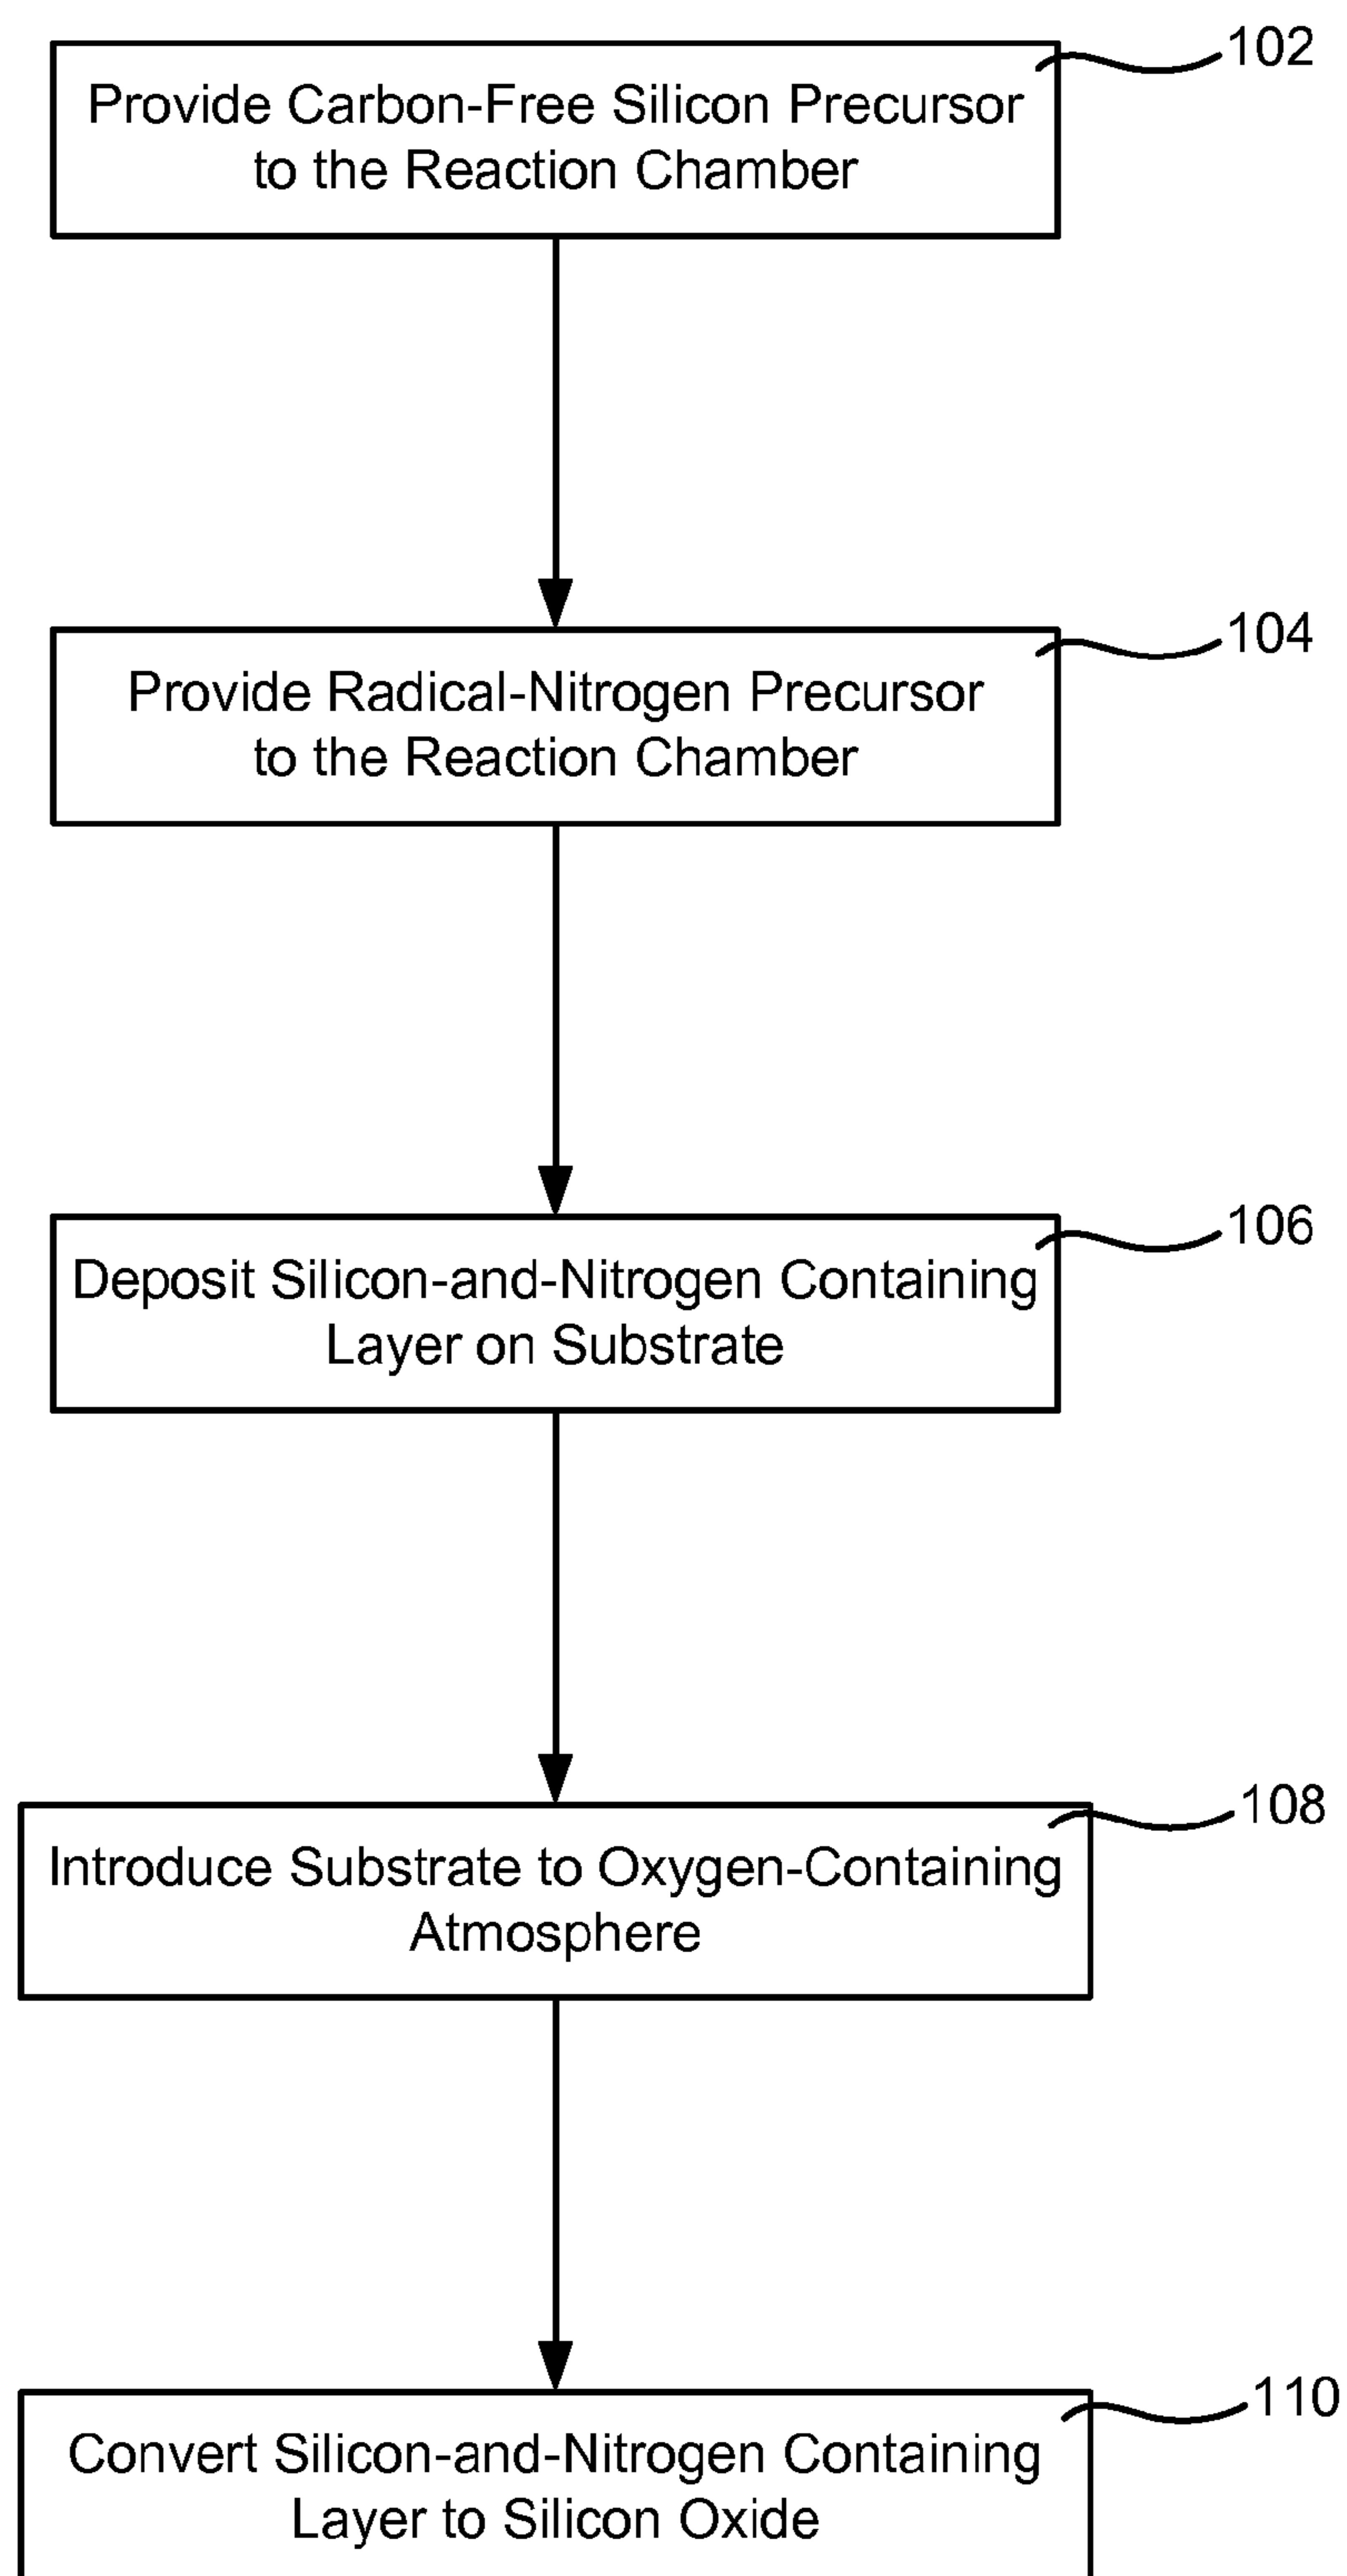 102
Provide Carbon-Free Silicon Precursor
to the Reaction Chamber
104
Provide Radical-Nitrogen Precursor
to the Reaction Chamber
106
Deposit Silicon-and-Nitrogen Containing
Layer on Substrate
108
Introduce Substrate to Oxygen-Containing
Atmosphere
110
Convert Silicon-and-Nitrogen Containing
Layer to Silicon Oxide